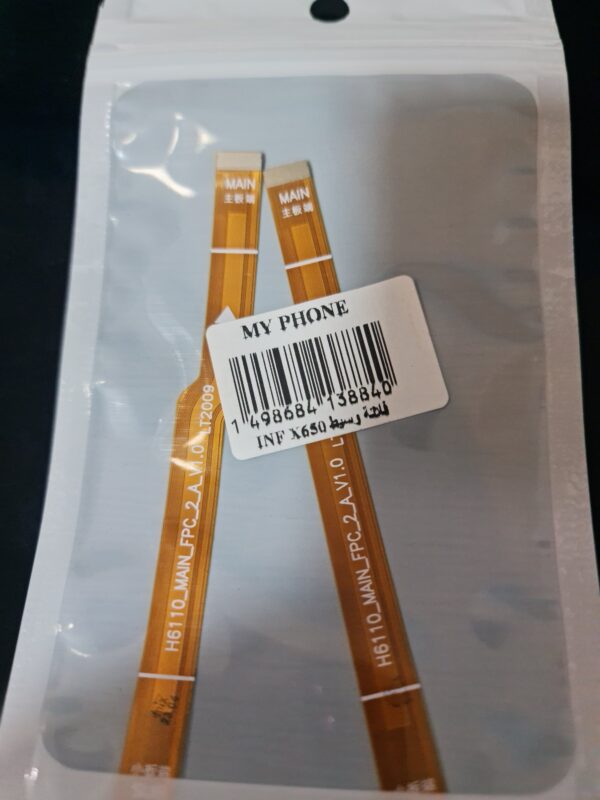 MAIN
主板端
MAIN
主板端
MY PHONE
1 498684 138840
INF X650 فلاتة وسيط
H6110_MAIN_FPC_2_A_V1.0 LT2009
H6110_MAIN_FPC_2_A_V1.0